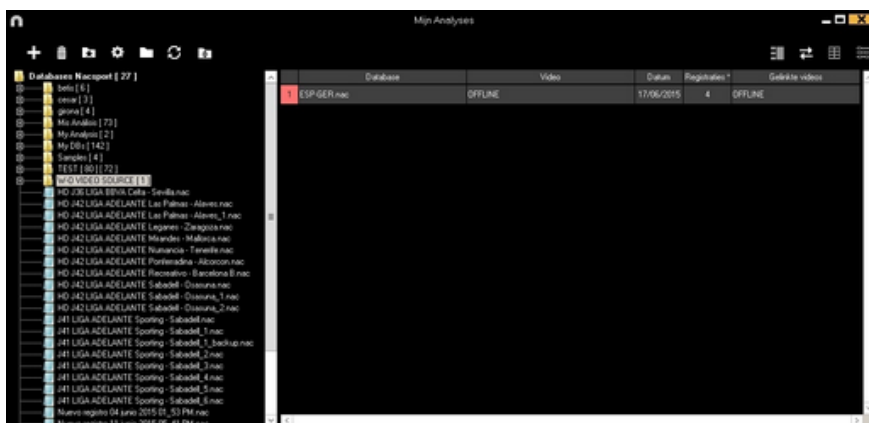 Mijn Analyses
Databases Nacsport [ 27 ]
betis [ 6 ]
cesar [ 3 ]
girona [ 4 ]
Mis Análisis [ 73 ]
My Analysis [ 2 ]
My DBs [ 142 ]
Samples [ 4 ]
TEST [ 80 ] [ 72 ]
W-D VIDEO SOURCE [ 1 ]
HD J36 LIGA BBVA Celta - Sevilla.nac
HD J42 LIGA ADELANTE Las Palmas - Alaves.nac
HD J42 LIGA ADELANTE Las Palmas - Alaves_1.nac
HD J42 LIGA ADELANTE Leganes - Zaragoza.nac
HD J42 LIGA ADELANTE Mirandes - Mallorca.nac
HD J42 LIGA ADELANTE Numancia - Tenerife.nac
HD J42 LIGA ADELANTE Ponferradina - Alcorcon.nac
HD J42 LIGA ADELANTE Recreativo - Barcelona B.nac
HD J42 LIGA ADELANTE Sabadell - Osasuna.nac
HD J42 LIGA ADELANTE Sabadell - Osasuna_1.nac
HD J42 LIGA ADELANTE Sabadell - Osasuna_2.nac
J41 LIGA ADELANTE Sporting - Sabadell.nac
J41 LIGA ADELANTE Sporting - Sabadell_1.nac
J41 LIGA ADELANTE Sporting - Sabadell_1_backup.nac
J41 LIGA ADELANTE Sporting - Sabadell_2.nac
J41 LIGA ADELANTE Sporting - Sabadell_3.nac
J41 LIGA ADELANTE Sporting - Sabadell_4.nac
J41 LIGA ADELANTE Sporting - Sabadell_5.nac
J41 LIGA ADELANTE Sporting - Sabadell_6.nac
Nuevo registro 04 junio 2015 01_53 PM.nac
Database Video Datum Registraties Gelinkte videos
1 ESP-GER.nac OFFLINE 17/06/2015 4 OFFLINE